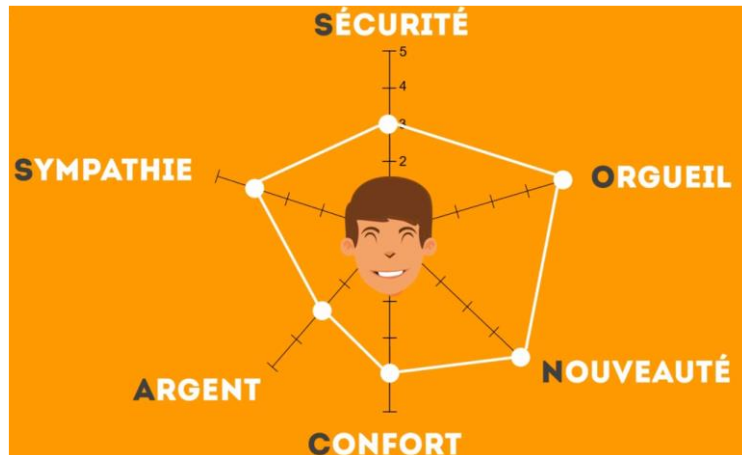 SÉCURITÉ
5
4
3
2
SYMPATHIE
ORGUEIL
NOUVEAUTÉ
ARGENT
CONFORT